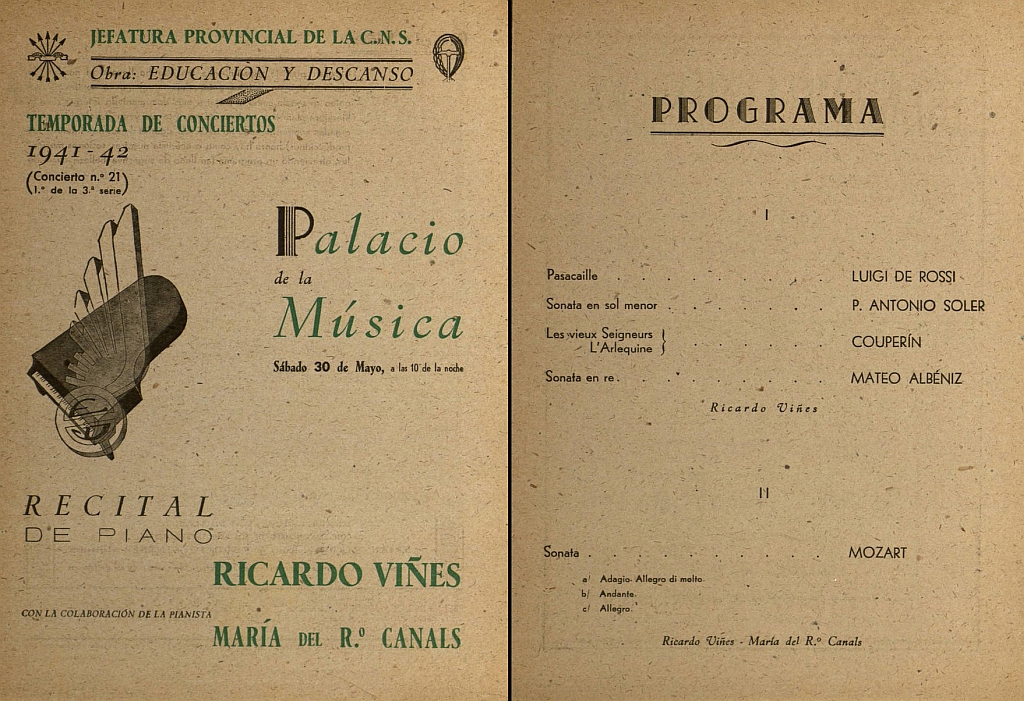 JEFATURA PROVINCIAL DE LA C.N.S.
Obra: EDUCACIÓN Y DESCANSO
TEMPORADA DE CONCIERTOS
1941-42
(Concierto n.º 21)
(1.º de la 3.ª serie)
Palacio
de la
Música
Sábado 30 de Mayo, a las 10 de la noche
RECITAL
DE PIANO
RICARDO VIÑES
CON LA COLABORACIÓN DE LA PIANISTA
MARÍA DEL R.º CANALS
PROGRAMA
I
Pasacaille . . . . . . . . LUIGI DE ROSSI
Sonata en sol menor . . . . . . . P. ANTONIO SOLER
Les vieux Seigneurs
L'Arlequine } . . . . . . COUPERÍN
Sonata en re . . . . . . . . MATEO ALBÉNIZ
Ricardo Viñes
II
Sonata . . . . . . . . . . MOZART
a/ Adagio-Allegro di molto
b/ Andante.
c/ Allegro.
Ricardo Viñes - María del R.º Canals